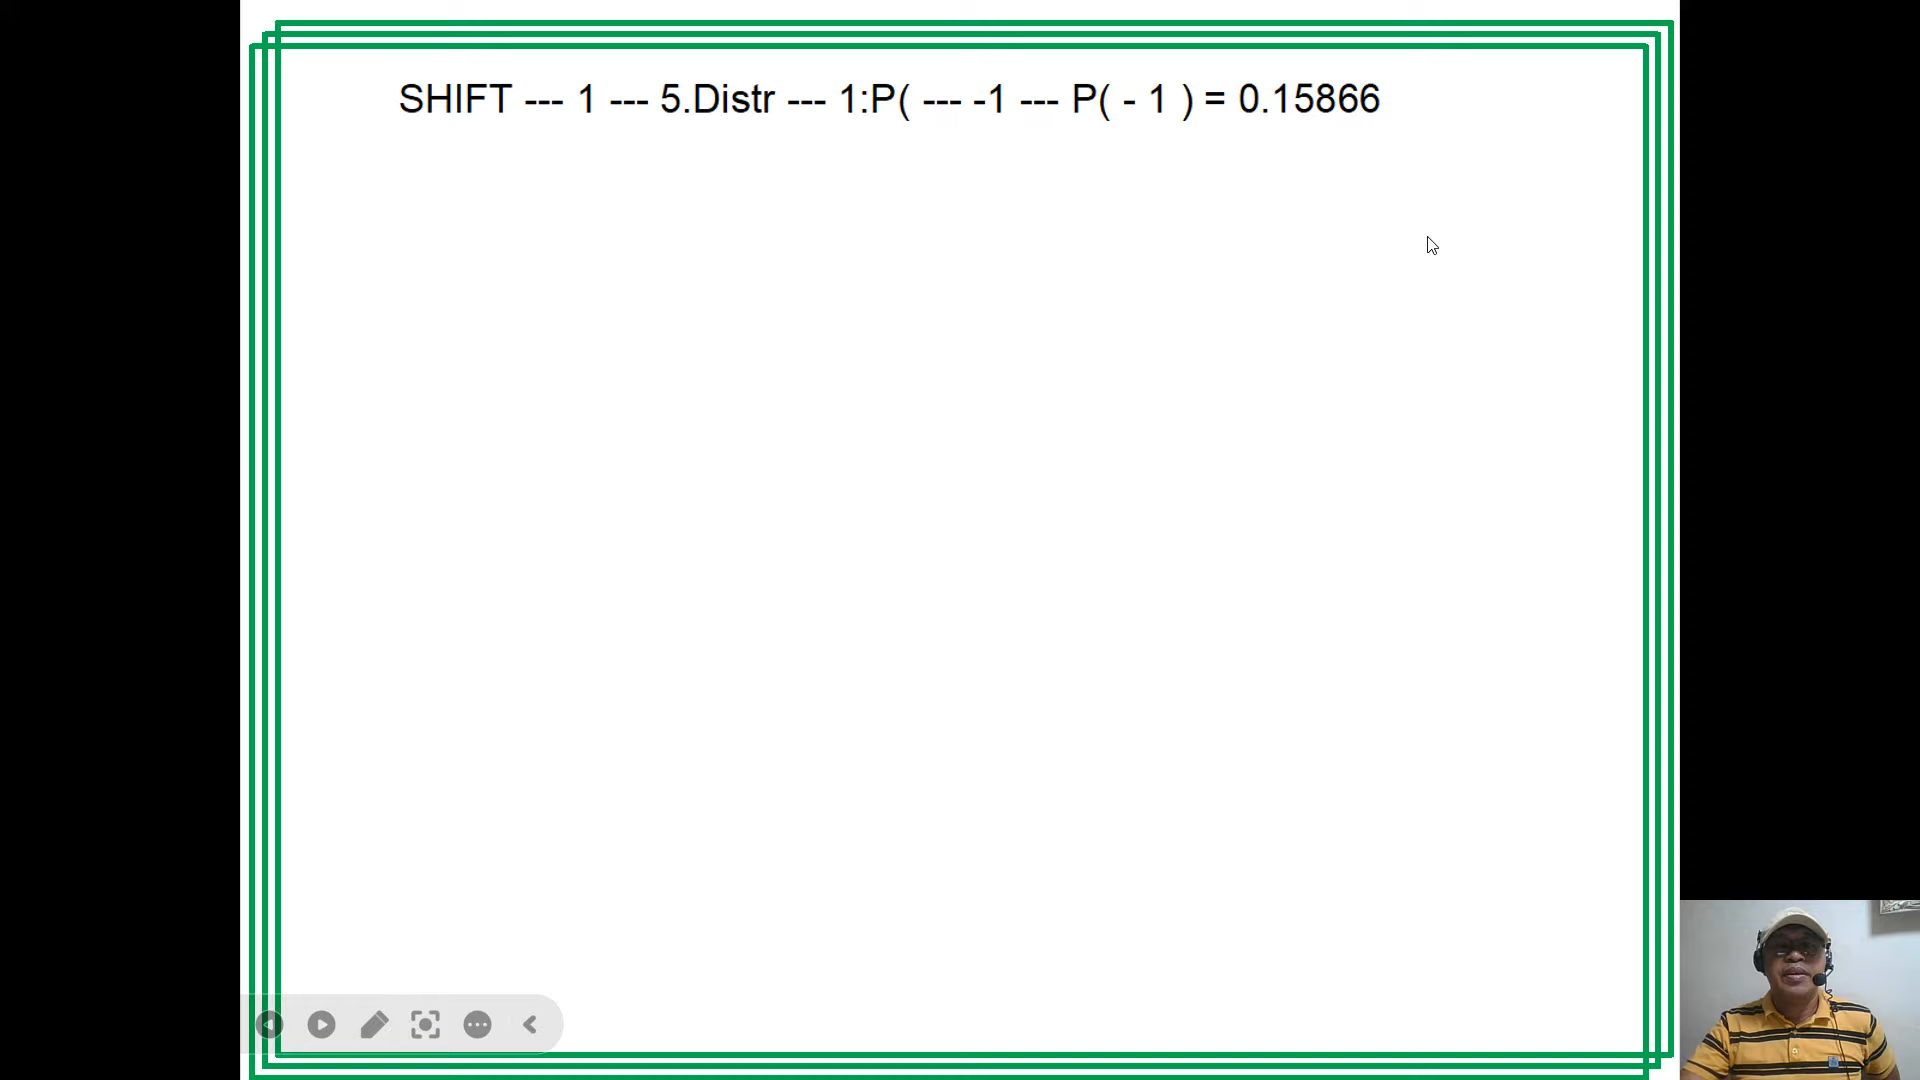 SHIFT --- 1 --- 5.Distr --- 1:P( --- -1 --- P( - 1 ) = 0.15866